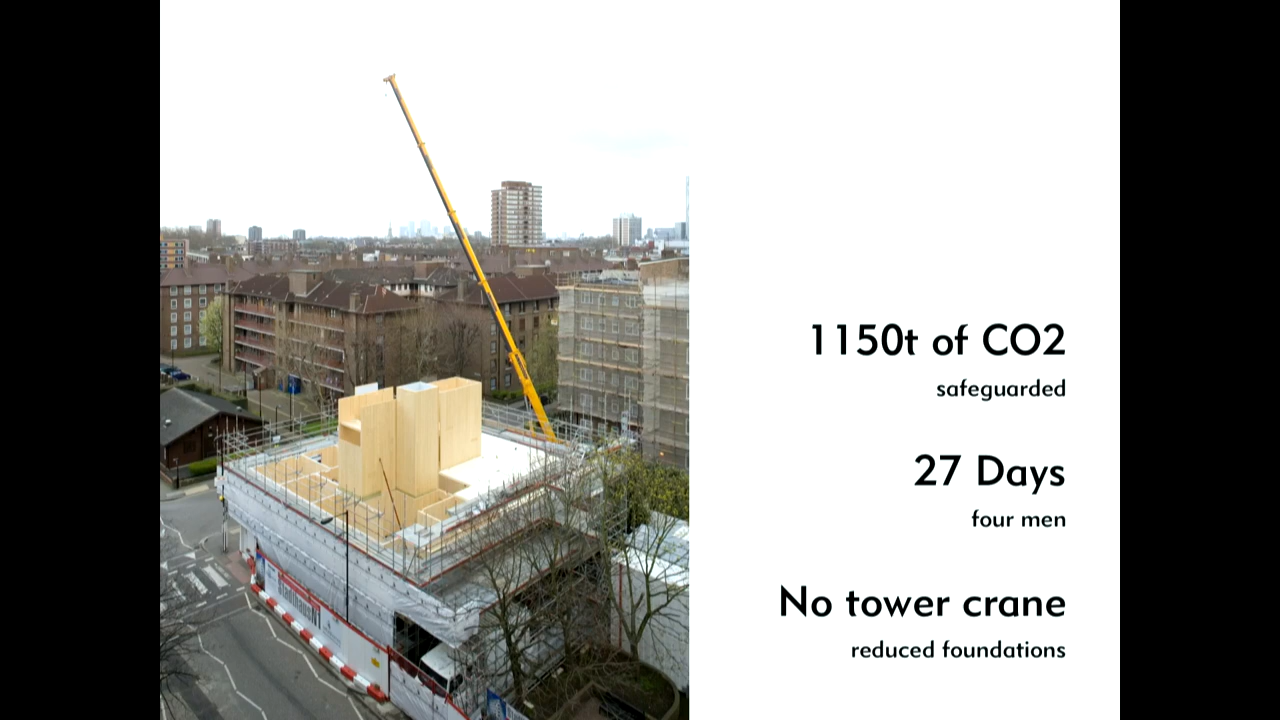 1150t of CO2
safeguarded
27 Days
four men
No tower crane
reduced foundations